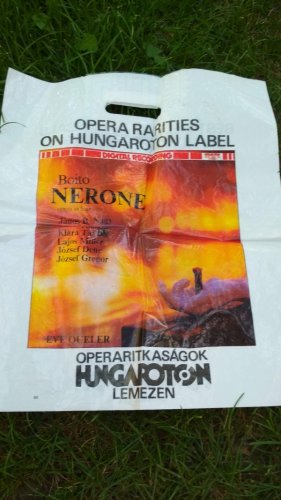 OPERA RARITIES
ON HUNGAROTON LABEL
DIGITAL RECORDING
Boito
NERONE
János B. Nagy
Klára Takács
Lajos Miller
József Dene
József Gregor
EVE QUELER
OPERARITKASÁGOK
HUNGAROTON
LEMEZEN